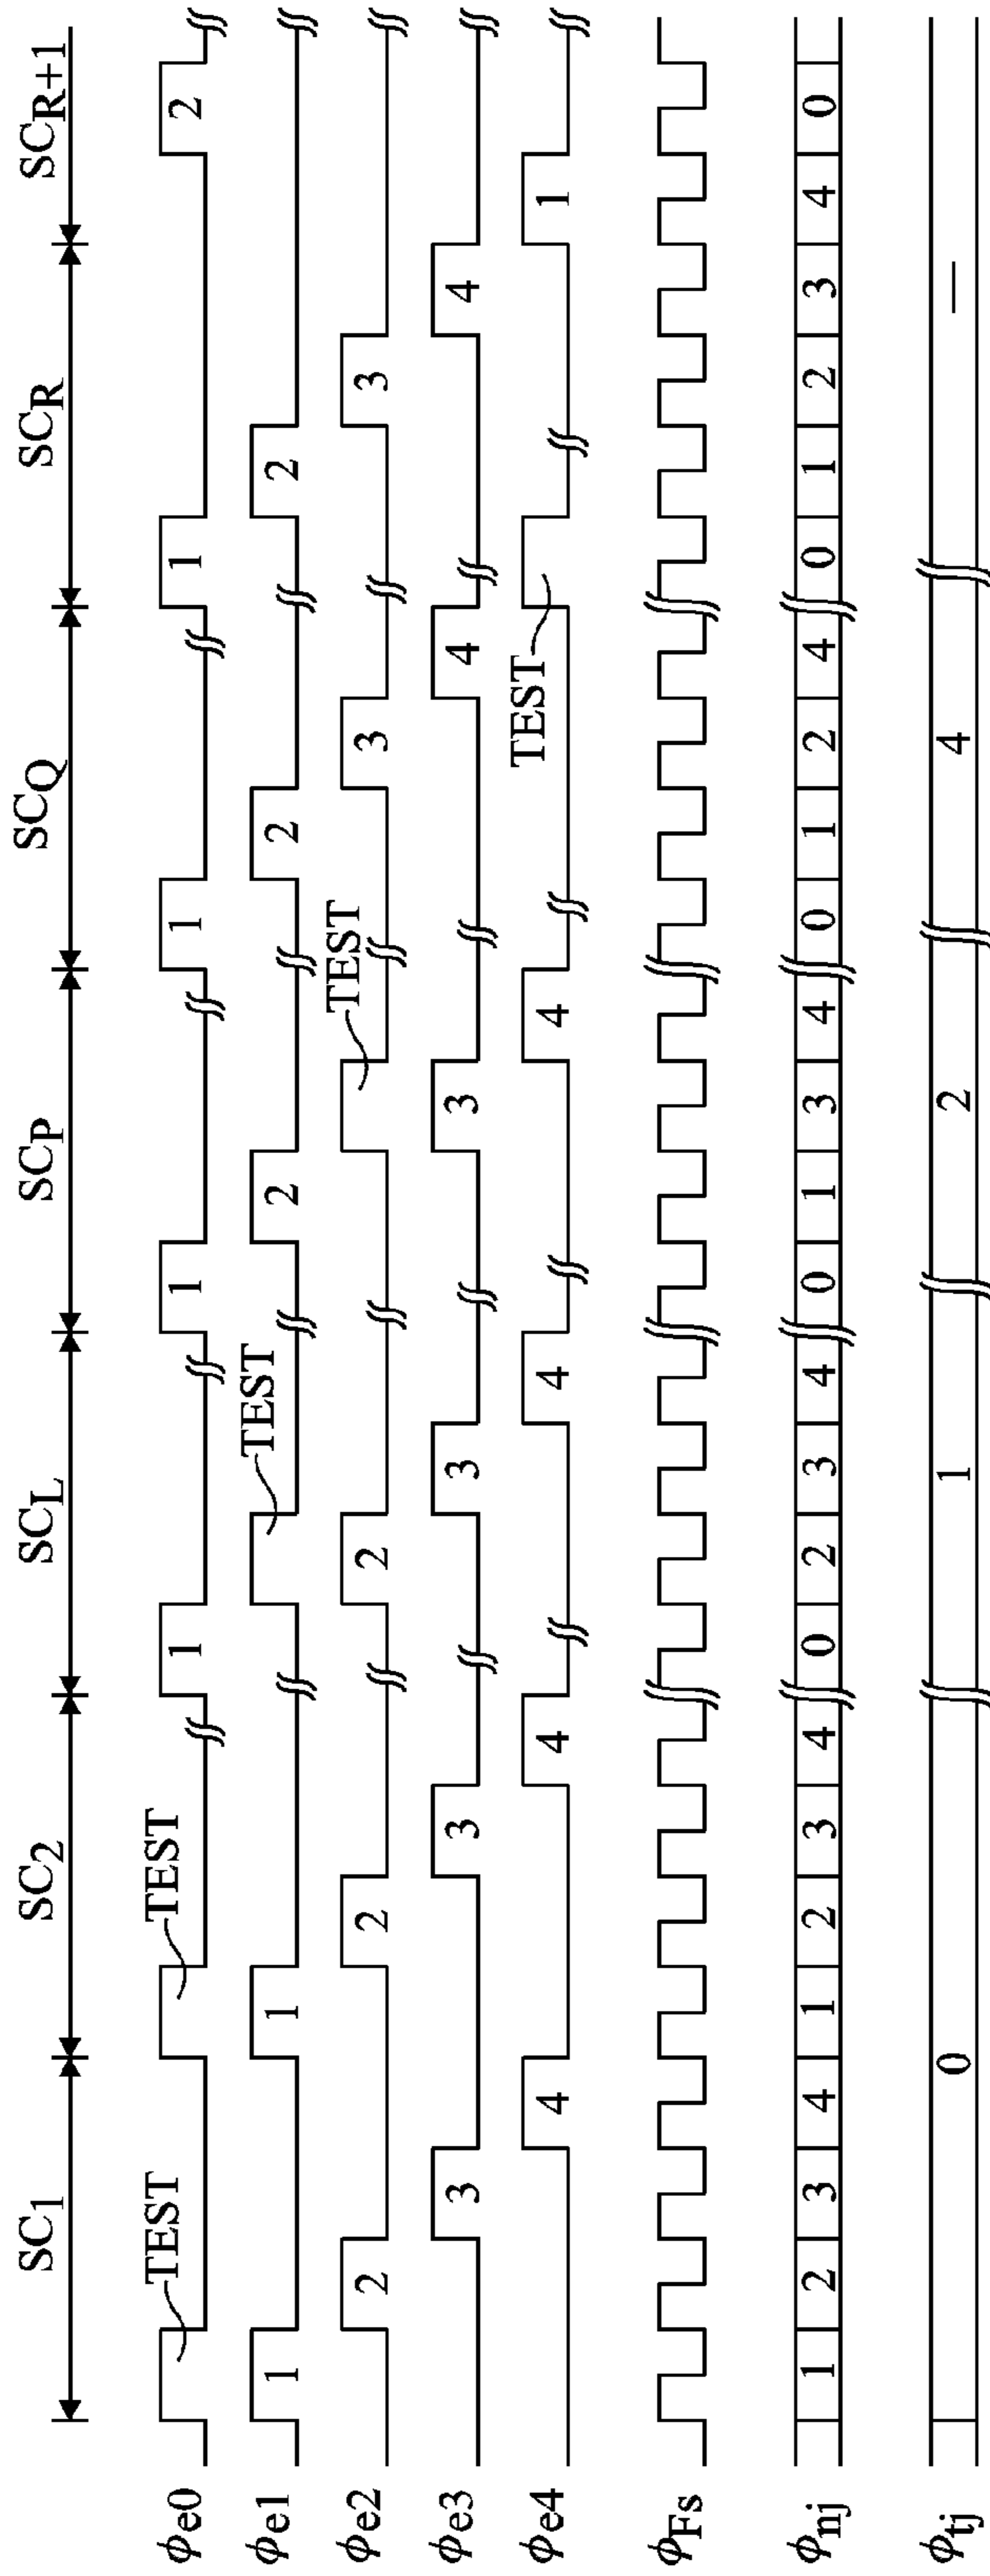 SC1 SC2 SCL SCP SCQ SCR SCR+1
ϕe0 TEST TEST 1 1 1 1 2
ϕe1 1 1 TEST 2 2 2
ϕe2 2 2 2 TEST 3 3
ϕe3 3 3 3 3 4 4
ϕe4 4 4 4 4 TEST 1
ϕFs
ϕnj 1 2 3 4 1 2 3 4 0 2 3 4 0 1 3 4 0 1 2 4 0 1 2 3 4 0
ϕtj 0 1 2 4 —